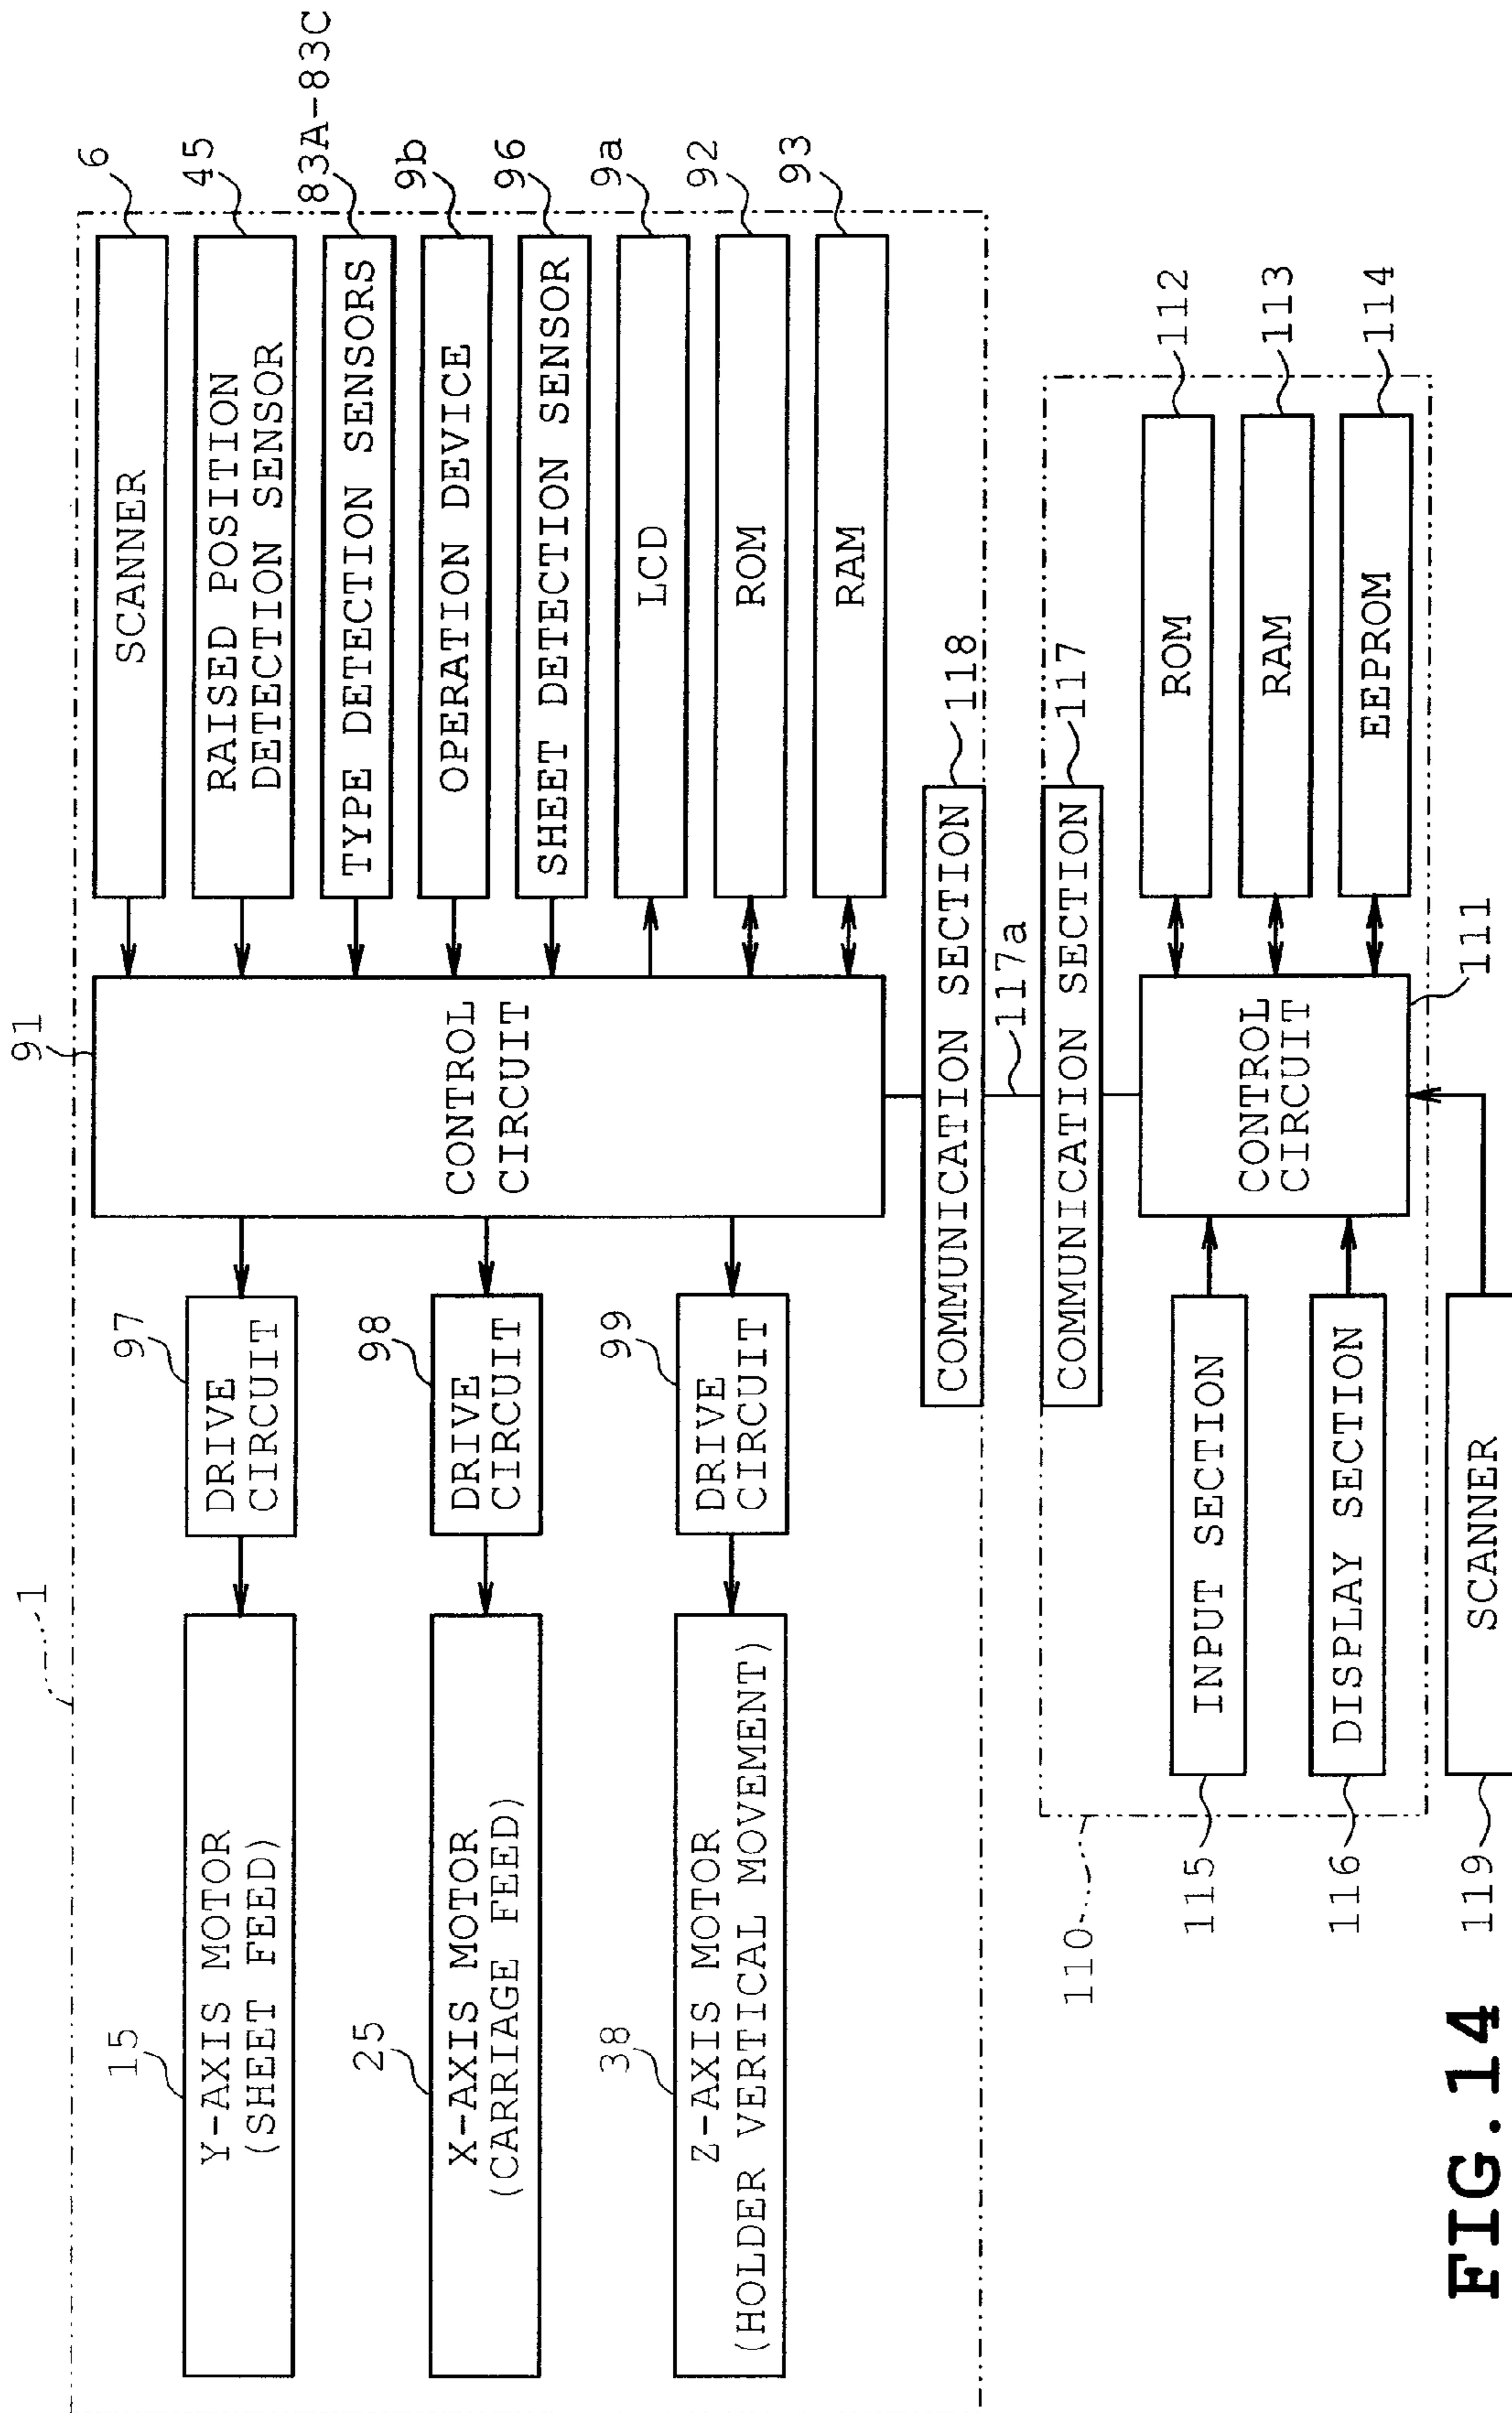 1
91
SCANNER
6
RAISED POSITION
DETECTION SENSOR
45
TYPE DETECTION SENSORS
83A-83C
OPERATION DEVICE
9b
SHEET DETECTION SENSOR
96
LCD
9a
ROM
92
RAM
93
CONTROL
CIRCUIT
97
DRIVE
CIRCUIT
98
DRIVE
CIRCUIT
99
DRIVE
CIRCUIT
15
Y-AXIS MOTOR
(SHEET FEED)
25
X-AXIS MOTOR
(CARRIAGE FEED)
38
Z-AXIS MOTOR
(HOLDER VERTICAL MOVEMENT)
COMMUNICATION SECTION
118
117a
COMMUNICATION SECTION
117
110
INPUT SECTION
115
DISPLAY SECTION
116
CONTROL
CIRCUIT
111
ROM
112
RAM
113
EEPROM
114
SCANNER
119
FIG.14